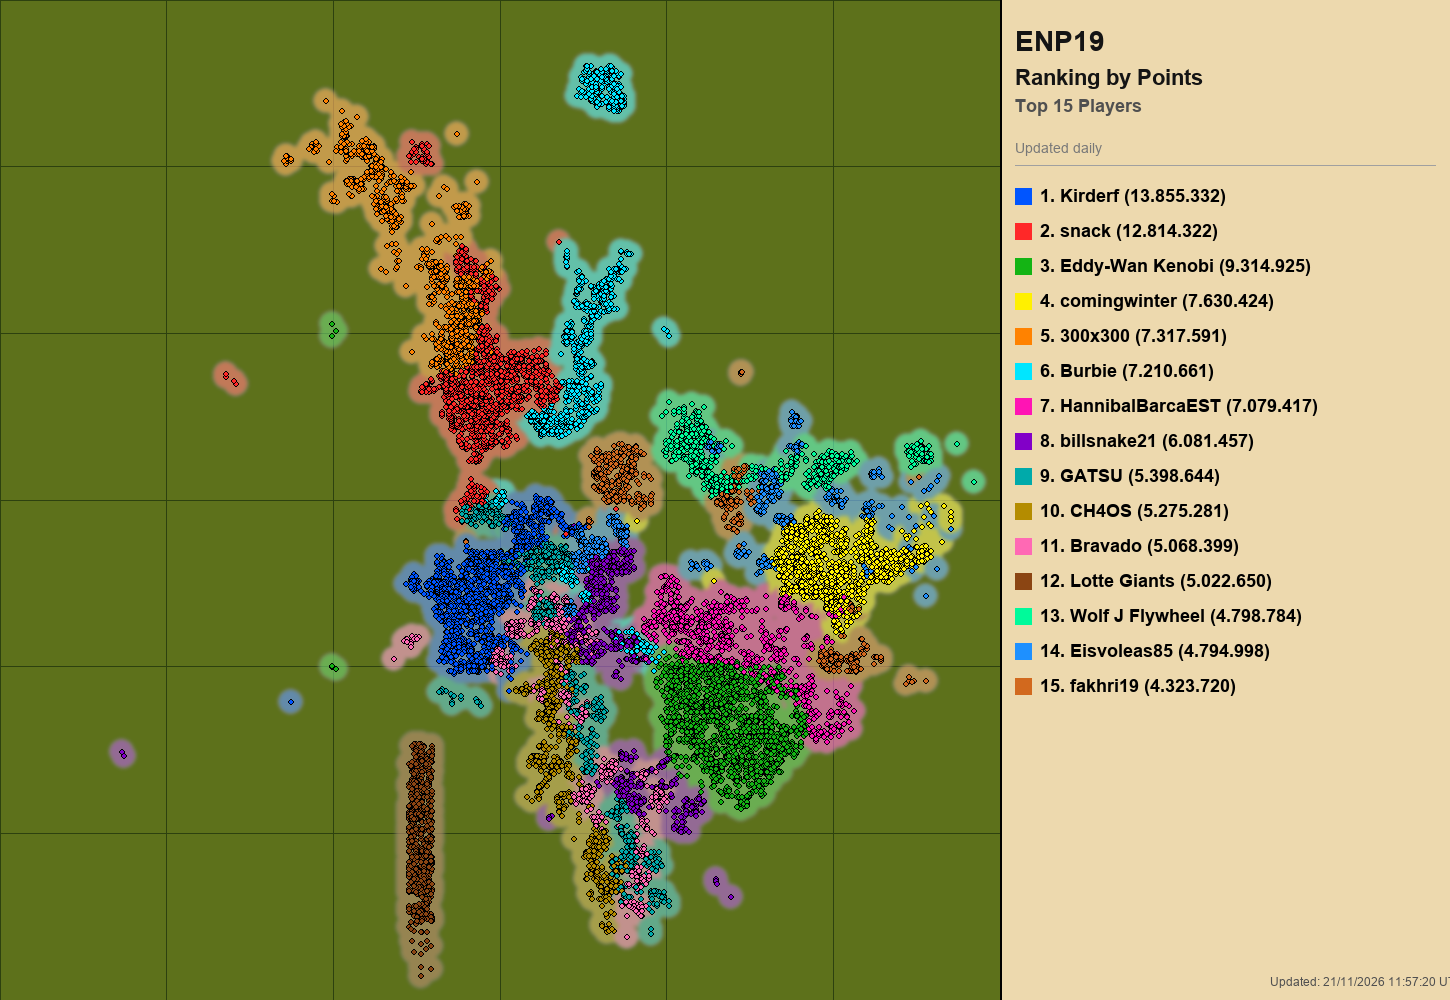 ENP19
Ranking by Points
Top 15 Players
Updated daily
1. Kirderf (13.855.332)
2. snack (12.814.322)
3. Eddy-Wan Kenobi (9.314.925)
4. comingwinter (7.630.424)
5. 300x300 (7.317.591)
6. Burbie (7.210.661)
7. HannibalBarcaEST (7.079.417)
8. billsnake21 (6.081.457)
9. GATSU (5.398.644)
10. CH4OS (5.275.281)
11. Bravado (5.068.399)
12. Lotte Giants (5.022.650)
13. Wolf J Flywheel (4.798.784)
14. Eisvoleas85 (4.794.998)
15. fakhri19 (4.323.720)
Updated: 21/11/2026 11:57:20